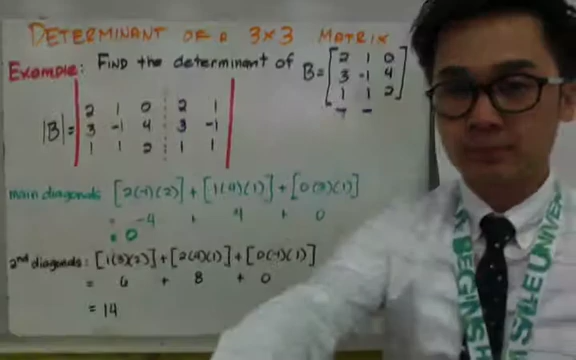 DETERMINANT OF A 3x3 MATRIX
Example: FIND the determinant of B = [2 1 0
3 -1 4
1 1 2]
|B| = 2 1 0 2 1
3 -1 4 3 -1
1 1 2 1 1
main diagonals [2(-1)(2)] + [1(4)(1)] + [0(3)(1)]
= -4 + 4 + 0
= 0
2nd diagonals: [1(3)(2)] + [2(4)(1)] + [0(-1)(1)]
= 6 + 8 + 0
= 14
BEGINS H